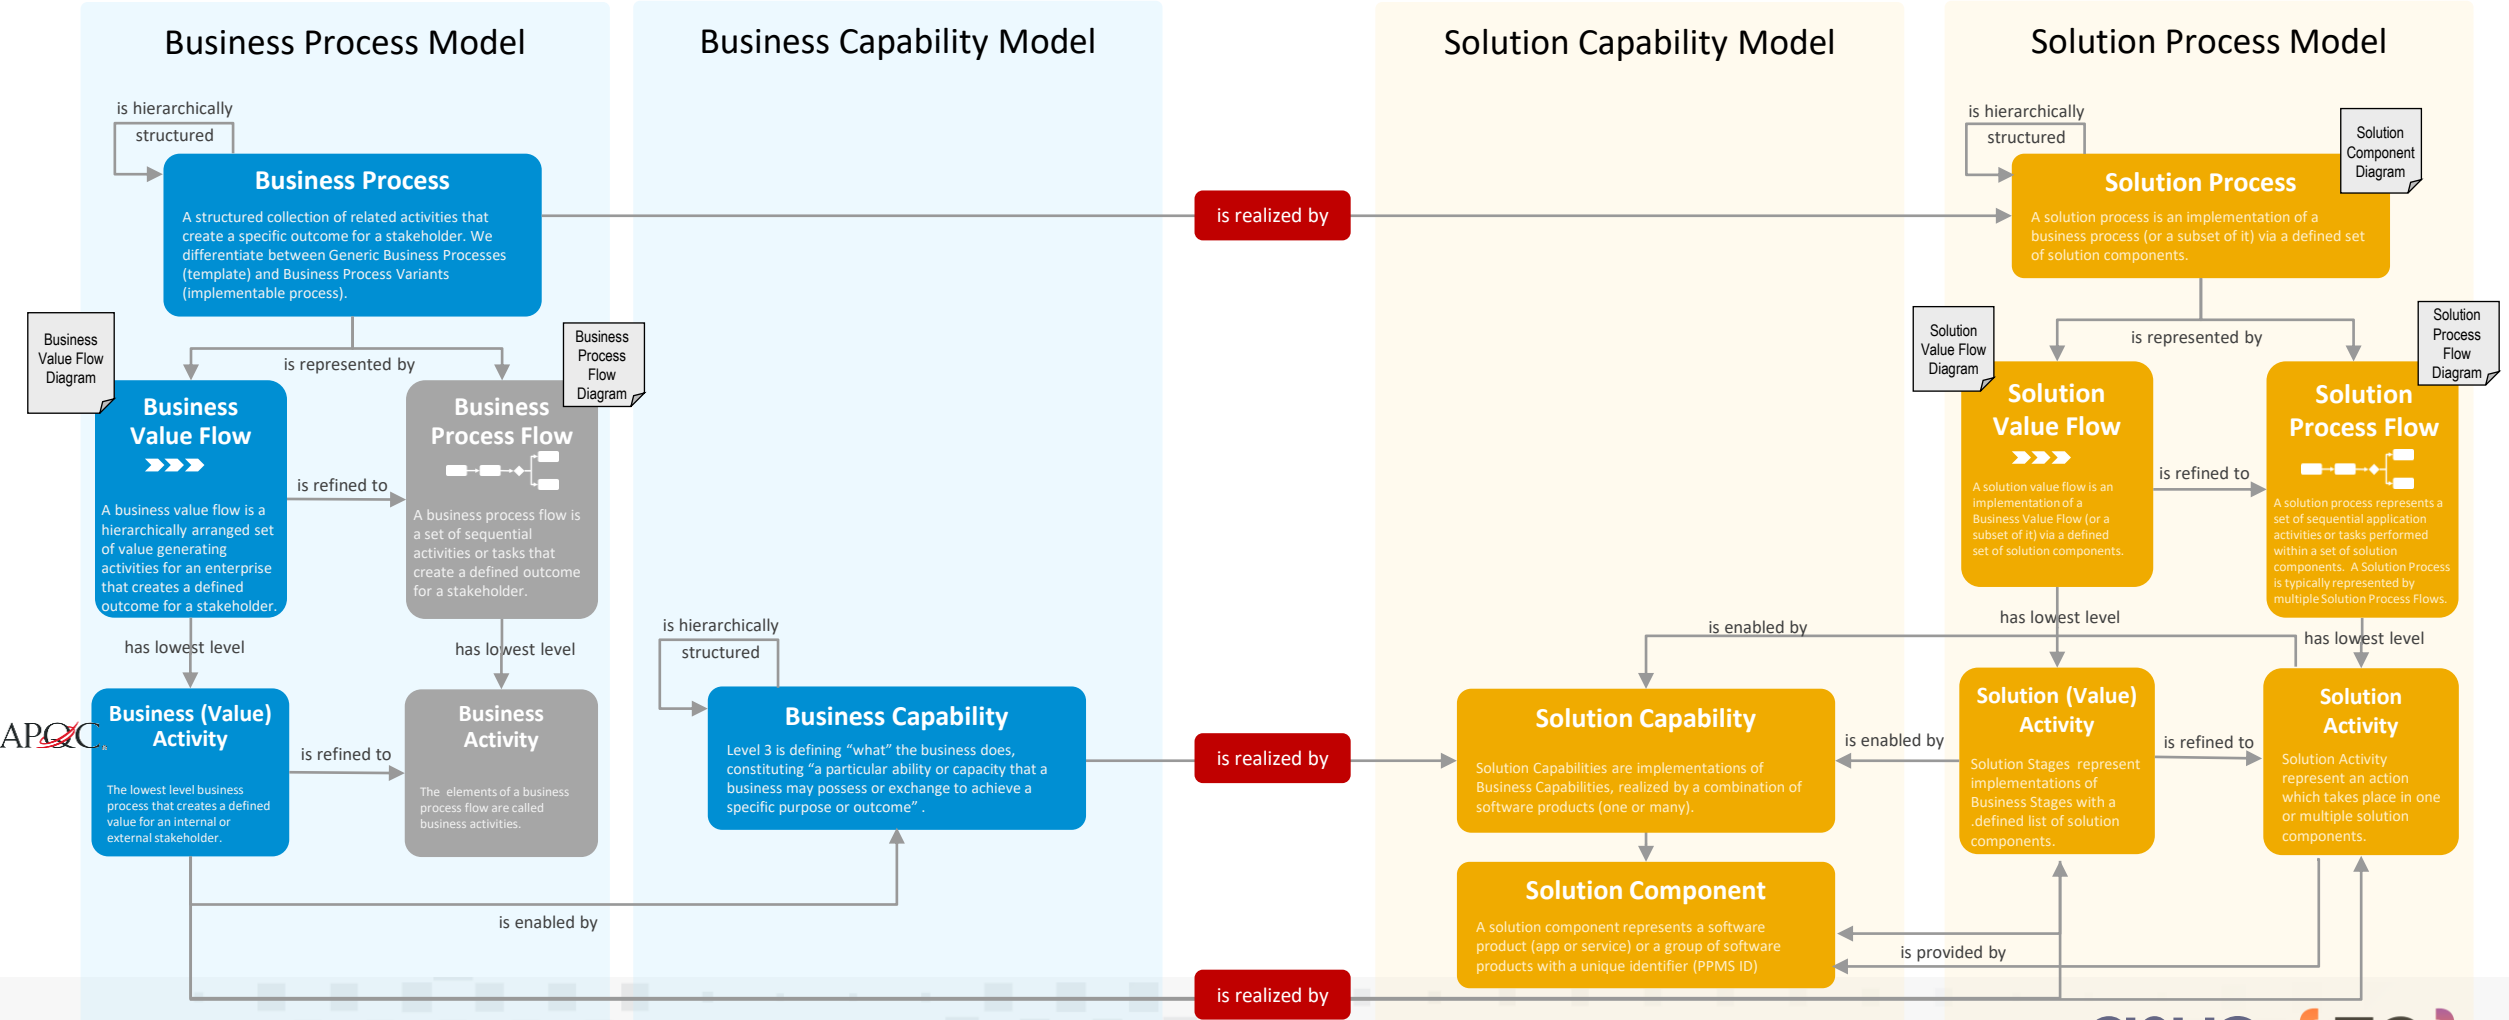 Business Process Model
Business Capability Model
Solution Capability Model
Solution Process Model
is hierarchically
structured
Business Process
A structured collection of related activities that
create a specific outcome for a stakeholder. We
differentiate between Generic Business Processes
(template) and Business Process Variants
(implementable process).
is realized by
is hierarchically
structured
Solution
Component
Diagram
Solution Process
A solution process is an implementation of a
business process (or a subset of it) via a defined set
of solution components.
Business
Value Flow
Diagram
is represented by
Business
Process
Flow
Diagram
Business
Value Flow
A business value flow is a
hierarchically arranged set
of value generating
activities for an enterprise
that creates a defined
outcome for a stakeholder.
is refined to
Business
Process Flow
A business process flow is
a set of sequential
activities or tasks that
create a defined outcome
for a stakeholder.
Solution
Value Flow
Diagram
is represented by
Solution
Process
Flow
Diagram
Solution
Value Flow
A solution value flow is an
implementation of a
Business Value Flow (or a
subset of it) via a defined
set of solution components.
is refined to
Solution
Process Flow
A solution process represents a
set of sequential application
activities or tasks performed
within a set of solution
components. A Solution Process
is typically represented by
multiple Solution Process Flows.
has lowest level
has lowest level
is hierarchically
structured
is enabled by
has lowest level
has lowest level
APQC
Business (Value)
Activity
The lowest level business
process that creates a defined
value for an internal or
external stakeholder.
is refined to
Business
Activity
The elements of a business
process flow are called
business activities.
Business Capability
Level 3 is defining “what” the business does,
constituting “a particular ability or capacity that a
business may possess or exchange to achieve a
specific purpose or outcome” .
is realized by
Solution Capability
Solution Capabilities are implementations of
Business Capabilities, realized by a combination of
software products (one or many).
is enabled by
Solution (Value)
Activity
Solution Stages represent
implementations of
Business Stages with a
.defined list of solution
components.
is refined to
Solution
Activity
Solution Activity
represent an action
which takes place in one
or multiple solution
components.
is enabled by
Solution Component
A solution component represents a software
product (app or service) or a group of software
products with a unique identifier (PPMS ID)
is provided by
is realized by